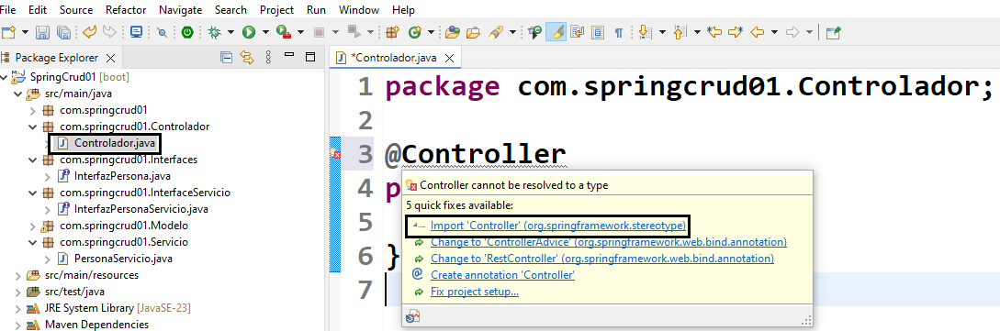 File Edit Source Refactor Navigate Search Project Run Window Help
Package Explorer
SpringCrud01 [boot]
src/main/java
com.springcrud01
com.springcrud01.Controlador
Controlador.java
com.springcrud01.Interfaces
InterfazPersona.java
com.springcrud01.InterfaceServicio
InterfazPersonaServicio.java
com.springcrud01.Modelo
com.springcrud01.Servicio
PersonaServicio.java
src/main/resources
src/test/java
JRE System Library [JavaSE-23]
Maven Dependencies
*Controlador.java
1 package com.springcrud01.Controlador;
2
3 @Controller
4 p
5
6 }
7
Controller cannot be resolved to a type
5 quick fixes available:
Import 'Controller' (org.springframework.stereotype)
Change to 'ControllerAdvice' (org.springframework.web.bind.annotation)
Change to 'RestController' (org.springframework.web.bind.annotation)
Create annotation 'Controller'
Fix project setup...